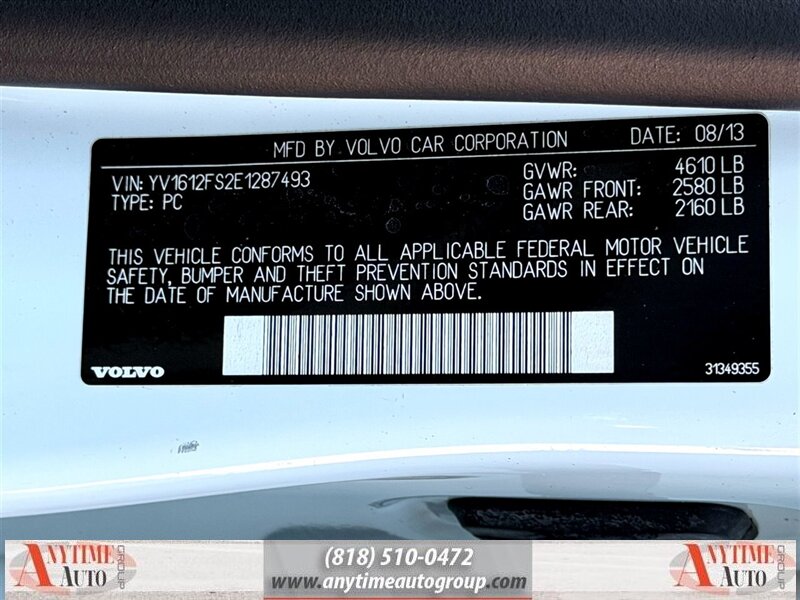 MFD BY VOLVO CAR CORPORATION DATE: 08/13
VIN: YV1612FS2E1287493 GVWR: 4610 LB
TYPE: PC GAWR FRONT: 2580 LB
GAWR REAR: 2160 LB
THIS VEHICLE CONFORMS TO ALL APPLICABLE FEDERAL MOTOR VEHICLE
SAFETY, BUMPER AND THEFT PREVENTION STANDARDS IN EFFECT ON
THE DATE OF MANUFACTURE SHOWN ABOVE.
VOLVO 31349355
ANYTIME AUTO GROUP
(818) 510-0472
www.anytimeautogroup.com
ANYTIME AUTO GROUP